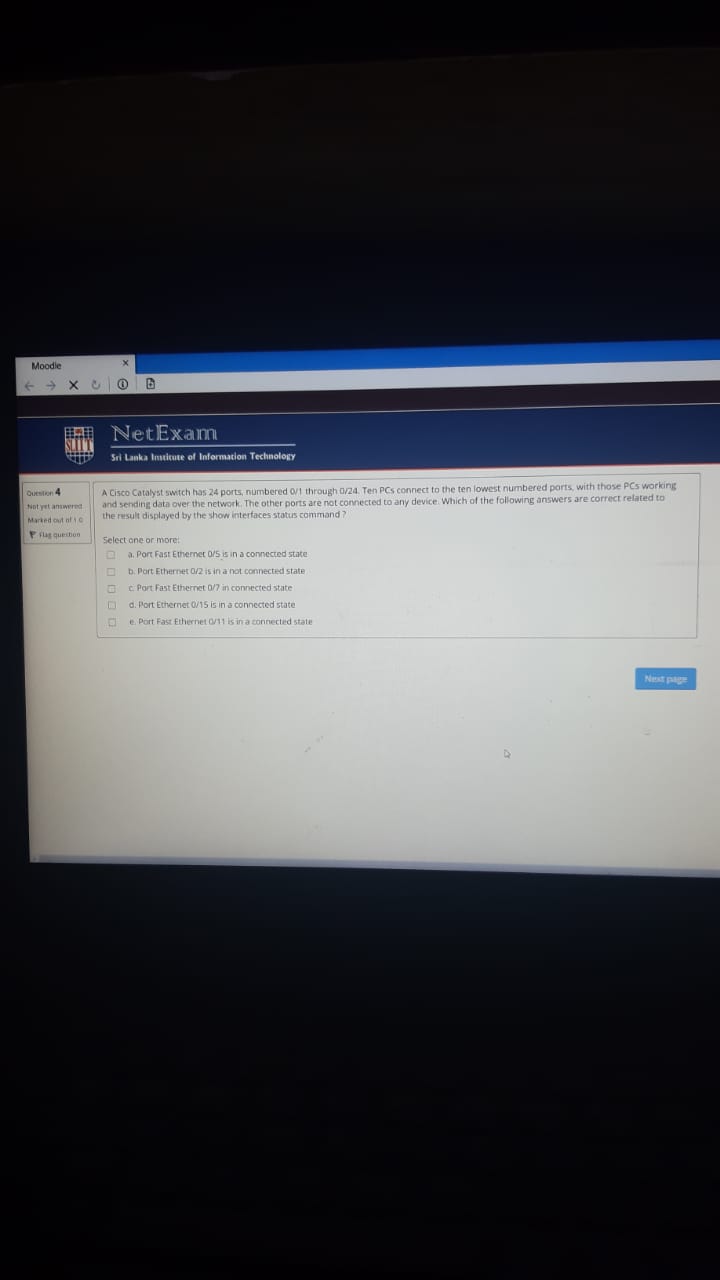 Moodle
NetExam
Sri Lanka Institute of Information Technology
Question 4
Not yet answered
Marked out of 1.0
Flag question
A Cisco Catalyst switch has 24 ports, numbered 0/1 through 0/24. Ten PCs connect to the ten lowest numbered ports, with those PCs working
and sending data over the network. The other ports are not connected to any device. Which of the following answers are correct related to
the result displayed by the show interfaces status command ?
Select one or more:
a. Port Fast Ethernet 0/5 is in a connected state
b. Port Ethernet 0/2 is in a not connected state
c. Port Fast Ethernet 0/7 in connected state
d. Port Ethernet 0/15 is in a connected state
e. Port Fast Ethernet 0/11 is in a connected state
Next page